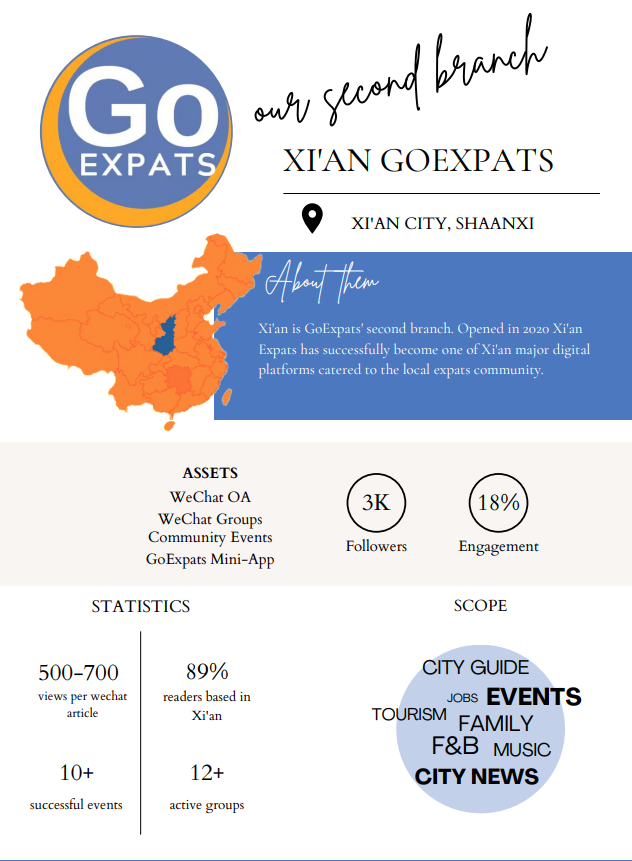 Go
EXPATS
our second branch
XI'AN GOEXPATS
XI'AN CITY, SHAANXI
About them
Xi'an is GoExpats' second branch. Opened in 2020 Xi'an
Expats has successfully become one of Xi'an major digital
platforms catered to the local expats community.
ASSETS
WeChat OA
WeChat Groups
Community Events
GoExpats Mini-App
3K
Followers
18%
Engagement
STATISTICS
500-700
views per wechat
article
89%
readers based in
Xi'an
10+
successful events
12+
active groups
SCOPE
CITY GUIDE
JOBS EVENTS
TOURISM FAMILY
F&B MUSIC
CITY NEWS